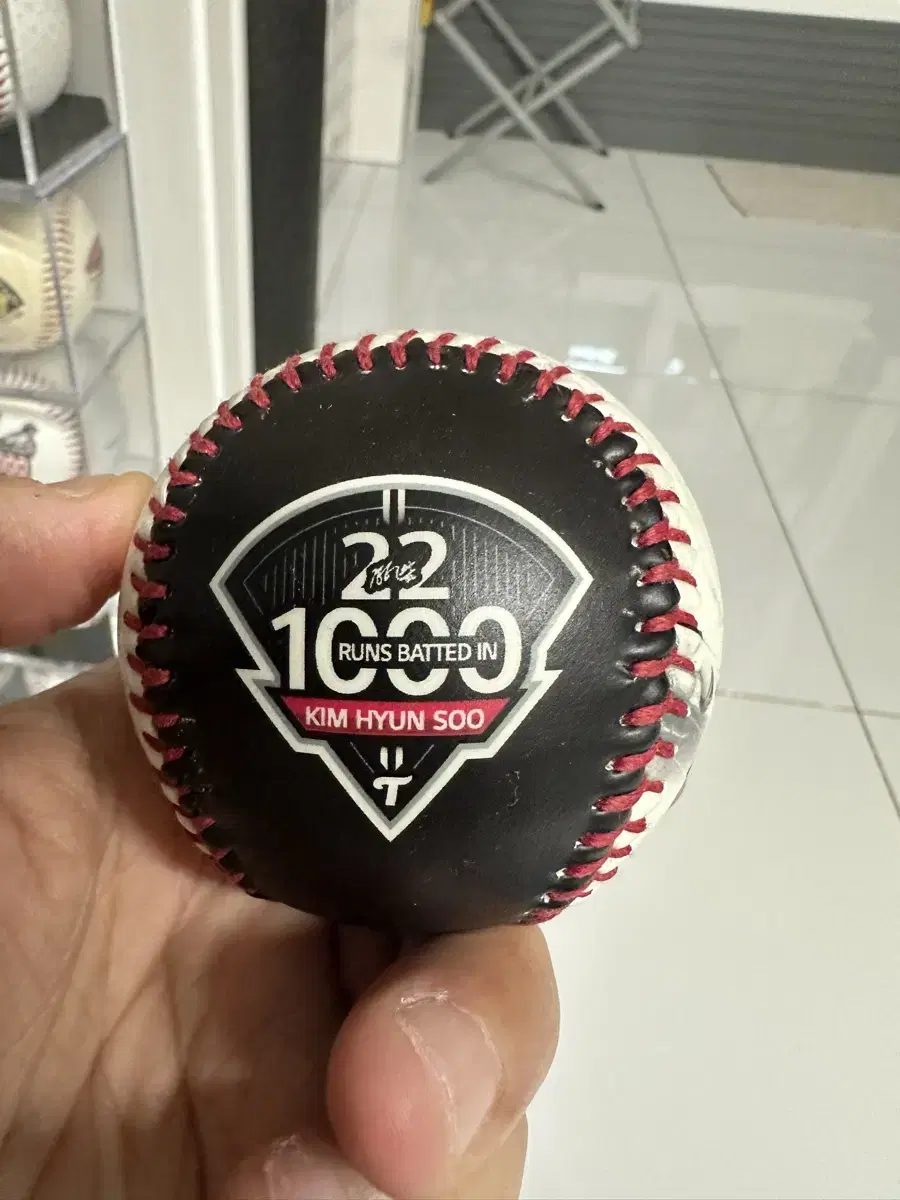 22
1000
RUNS BATTED IN
KIM HYUN SOO
T